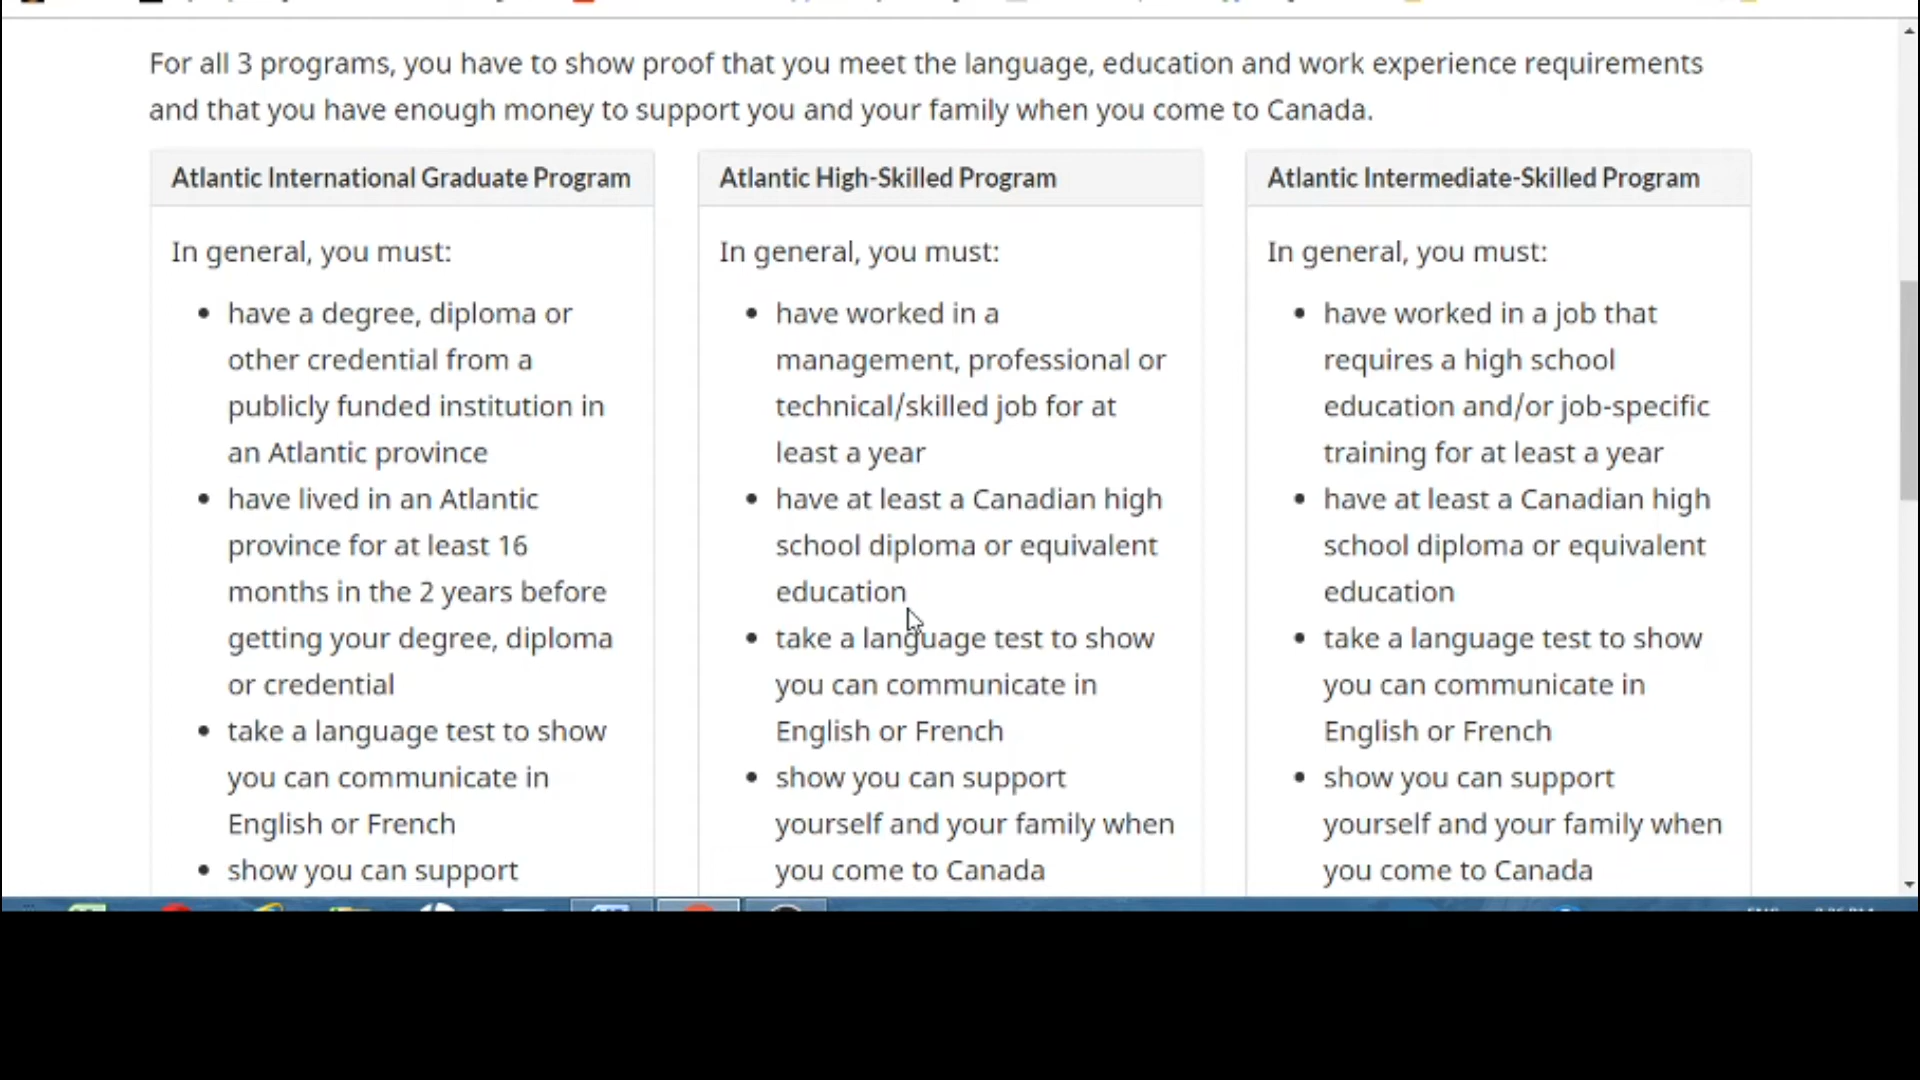 For all 3 programs, you have to show proof that you meet the language, education and work experience requirements
and that you have enough money to support you and your family when you come to Canada.
Atlantic International Graduate Program
In general, you must:
• have a degree, diploma or
other credential from a
publicly funded institution in
an Atlantic province
• have lived in an Atlantic
province for at least 16
months in the 2 years before
getting your degree, diploma
or credential
• take a language test to show
you can communicate in
English or French
• show you can support
Atlantic High-Skilled Program
In general, you must:
• have worked in a
management, professional or
technical/skilled job for at
least a year
• have at least a Canadian high
school diploma or equivalent
education
• take a language test to show
you can communicate in
English or French
• show you can support
yourself and your family when
you come to Canada
Atlantic Intermediate-Skilled Program
In general, you must:
• have worked in a job that
requires a high school
education and/or job-specific
training for at least a year
• have at least a Canadian high
school diploma or equivalent
education
• take a language test to show
you can communicate in
English or French
• show you can support
yourself and your family when
you come to Canada